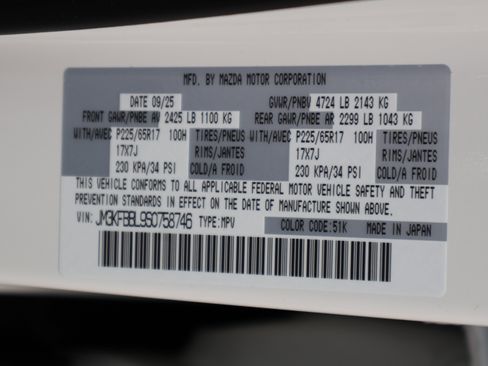 MFD. BY MAZDA MOTOR CORPORATION
DATE 09/25 GVWR/PNBV 4724 LB 2143 KG
FRONT GAWR/PNBE AV 2425 LB 1100 KG REAR GAWR/PNBE AR 2299 LB 1043 KG
WITH/AVEC P225/65R17 100H TIRES/PNEUS WITH/AVEC P225/65R17 100H TIRES/PNEUS
17X7J RIMS/JANTES 17X7J RIMS/JANTES
230 KPA/34 PSI COLD/A FROID 230 KPA/34 PSI COLD/A FROID
THIS VEHICLE CONFORMS TO ALL APPLICABLE FEDERAL MOTOR VEHICLE SAFETY AND THEFT
PREVENTION STANDARDS IN EFFECT ON THE DATE OF MANUFACTURE SHOWN ABOVE.
VIN: TYPE:MPV COLOR CODE:51K MADE IN JAPAN